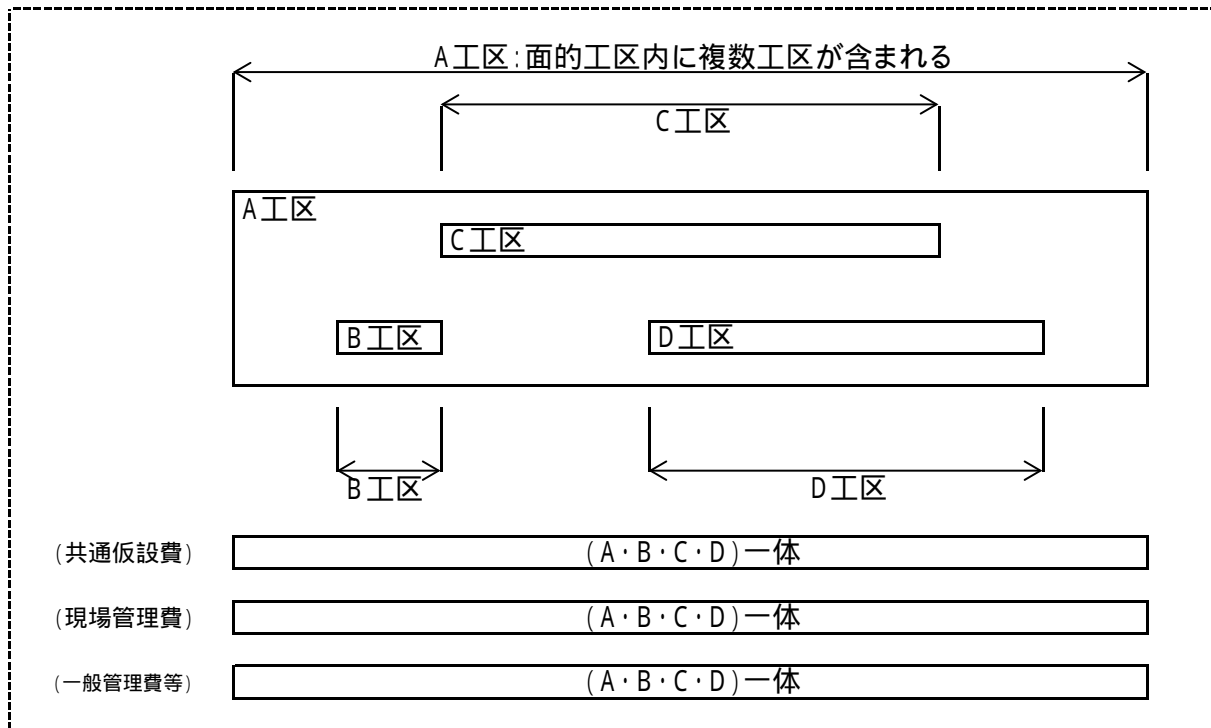 A工区:面的工区内に複数工区が含まれる
C工区
A工区
C工区
B工区
D工区
B工区
D工区
(共通仮設費)
(A・B・C・D)一体
(現場管理費)
(A・B・C・D)一体
(一般管理費等)
(A・B・C・D)一体